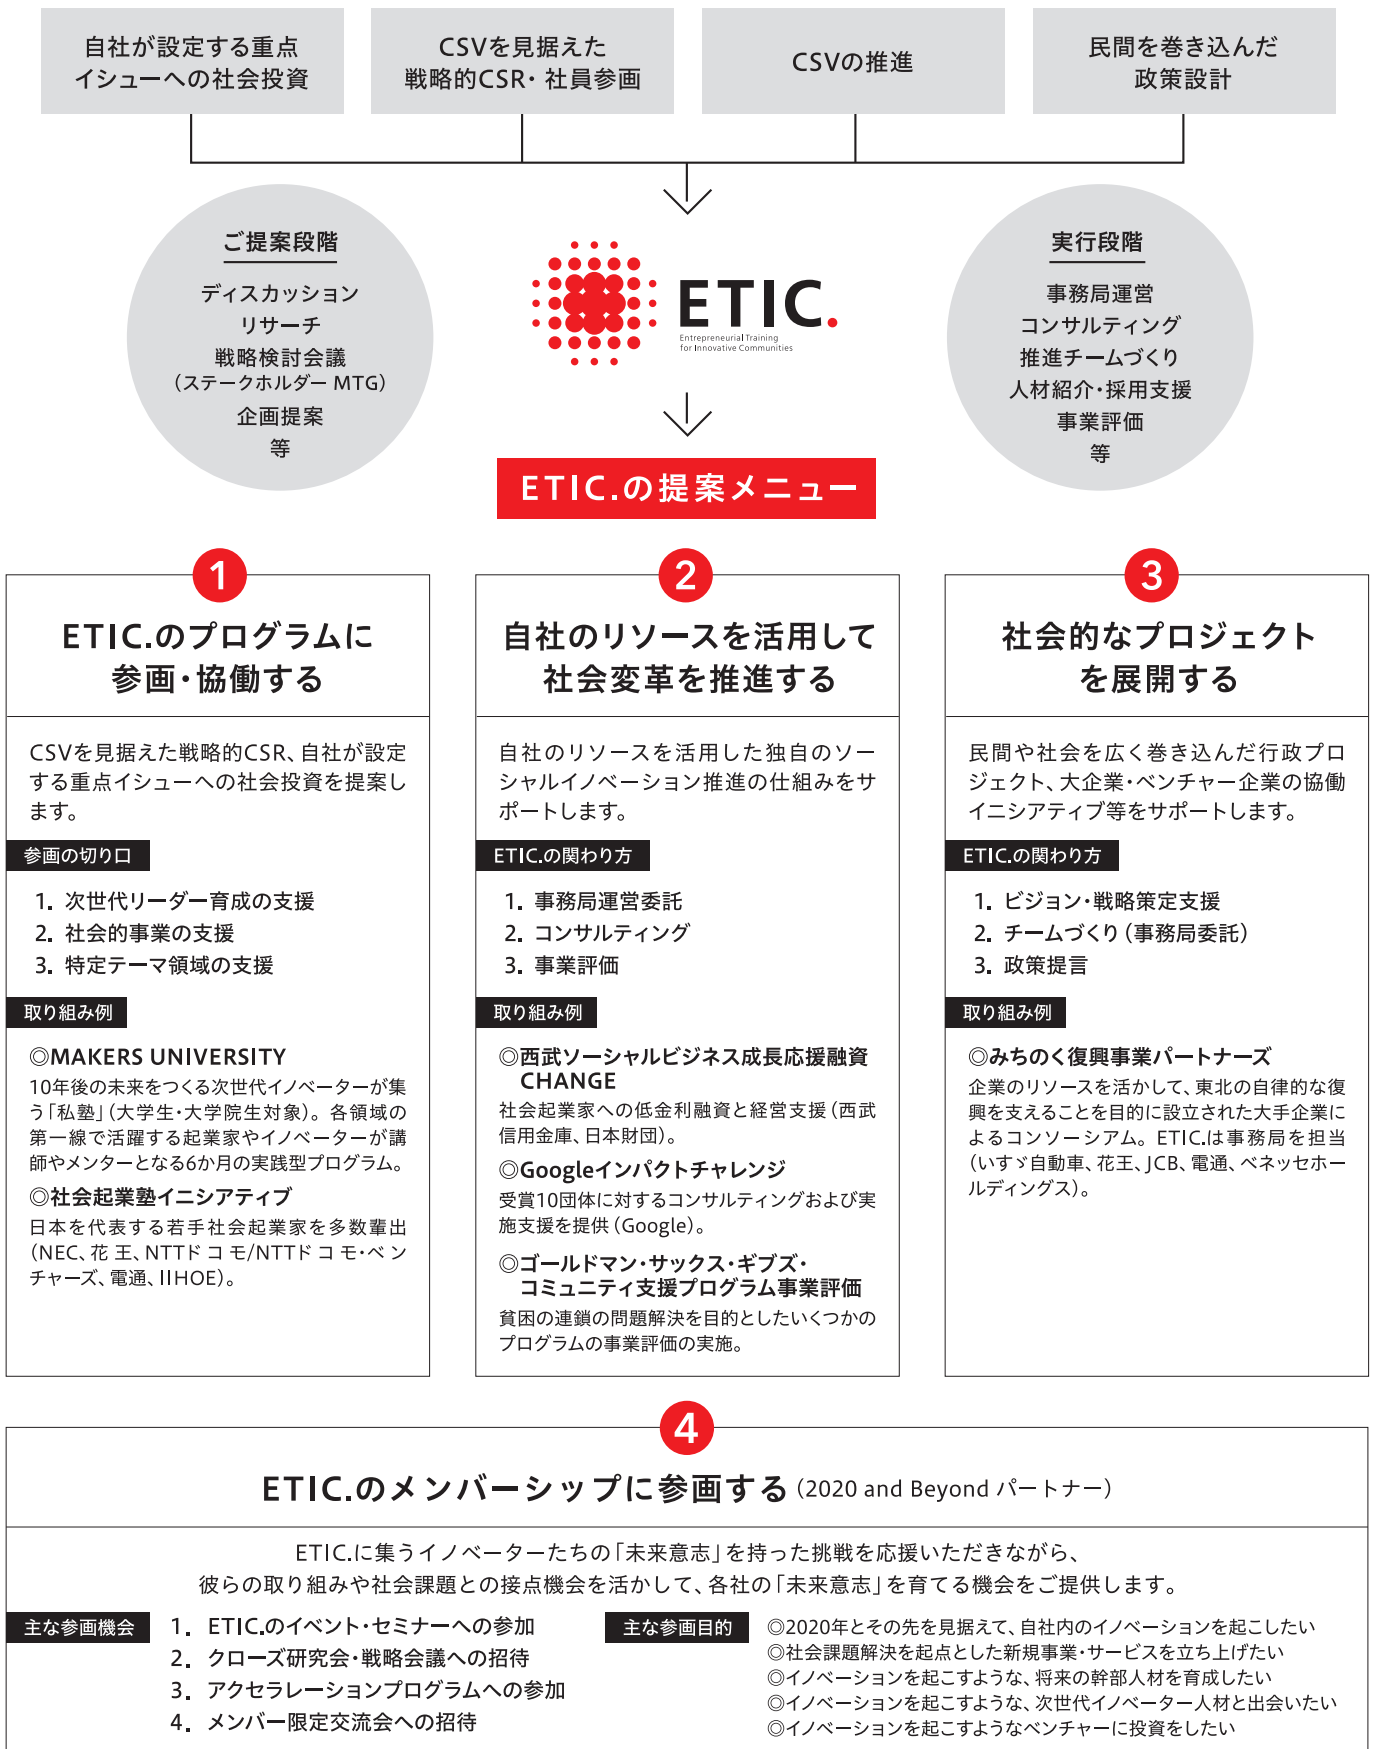 自社が設定する重点
イシューへの社会投資
CSVを見据えた
戦略的CSR・社員参画
CSVの推進
民間を巻き込んだ
政策設計
ご提案段階
ディスカッション
リサーチ
戦略検討会議
（ステークホルダー MTG）
企画提案
等
ETIC.
Entrepreneurial Training
for Innovative Communities
実行段階
事務局運営
コンサルティング
推進チームづくり
人材紹介・採用支援
事業評価
等
ETIC.の提案メニュー
1
ETIC.のプログラムに
参画・協働する
CSVを見据えた戦略的CSR、自社が設定
する重点イシューへの社会投資を提案し
ます。
参画の切り口
1. 次世代リーダー育成の支援
2. 社会的事業の支援
3. 特定テーマ領域の支援
取り組み例
◎MAKERS UNIVERSITY
10年後の未来をつくる次世代イノベーターが集
う「私塾」（大学生・大学院生対象）。各領域の
第一線で活躍する起業家やイノベーターが講
師やメンターとなる6か月の実践型プログラム。
◎社会起業塾イニシアティブ
日本を代表する若手社会起業家を多数輩出
（NEC、花王、NTTドコモ/NTTドコモ・ベン
チャーズ、電通、IIHOE）。
2
自社のリソースを活用して
社会変革を推進する
自社のリソースを活用した独自のソー
シャルイノベーション推進の仕組みをサ
ポートします。
ETIC.の関わり方
1. 事務局運営委託
2. コンサルティング
3. 事業評価
取り組み例
◎西武ソーシャルビジネス成長応援融資
CHANGE
社会起業家への低金利融資と経営支援（西武
信用金庫、日本財団）。
◎Googleインパクトチャレンジ
受賞10団体に対するコンサルティングおよび実
施支援を提供（Google）。
◎ゴールドマン・サックス・ギブズ・
コミュニティ支援プログラム事業評価
貧困の連鎖の問題解決を目的としたいくつかの
プログラムの事業評価の実施。
3
社会的なプロジェクト
を展開する
民間や社会を広く巻き込んだ行政プロ
ジェクト、大企業・ベンチャー企業の協働
イニシアティブ等をサポートします。
ETIC.の関わり方
1. ビジョン・戦略策定支援
2. チームづくり（事務局委託）
3. 政策提言
取り組み例
◎みちのく復興事業パートナーズ
企業のリソースを活かして、東北の自律的な復
興を支えることを目的に設立された大手企業に
よるコンソーシアム。ETIC.は事務局を担当
（いすゞ自動車、花王、JCB、電通、ベネッセホー
ルディングス）。
4
ETIC.のメンバーシップに参画する（2020 and Beyond パートナー）
ETIC.に集うイノベーターたちの「未来意志」を持った挑戦を応援いただきながら、
彼らの取り組みや社会課題との接点機会を活かして、各社の「未来意志」を育てる機会をご提供します。
主な参画機会
1. ETIC.のイベント・セミナーへの参加
2. クローズ研究会・戦略会議への招待
3. アクセラレーションプログラムへの参加
4. メンバー限定交流会への招待
主な参画目的
◎2020年とその先を見据えて、自社内のイノベーションを起こしたい
◎社会課題解決を起点とした新規事業・サービスを立ち上げたい
◎イノベーションを起こすような、将来の幹部人材を育成したい
◎イノベーションを起こすような、次世代イノベーター人材と出会いたい
◎イノベーションを起こすようなベンチャーに投資をしたい